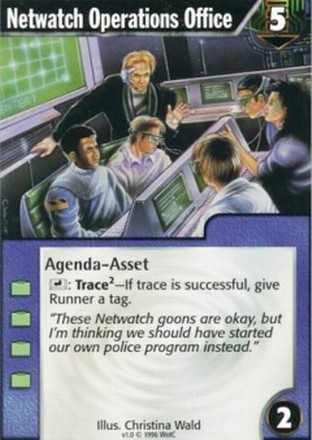 Netwatch Operations Office
5
Agenda-Asset
: Trace²—If trace is successful, give
Runner a tag.
"These Netwatch goons are okay, but
I'm thinking we should have started
our own police program instead."
Illus. Christina Wald
v1.0 © 1996 WotC
2